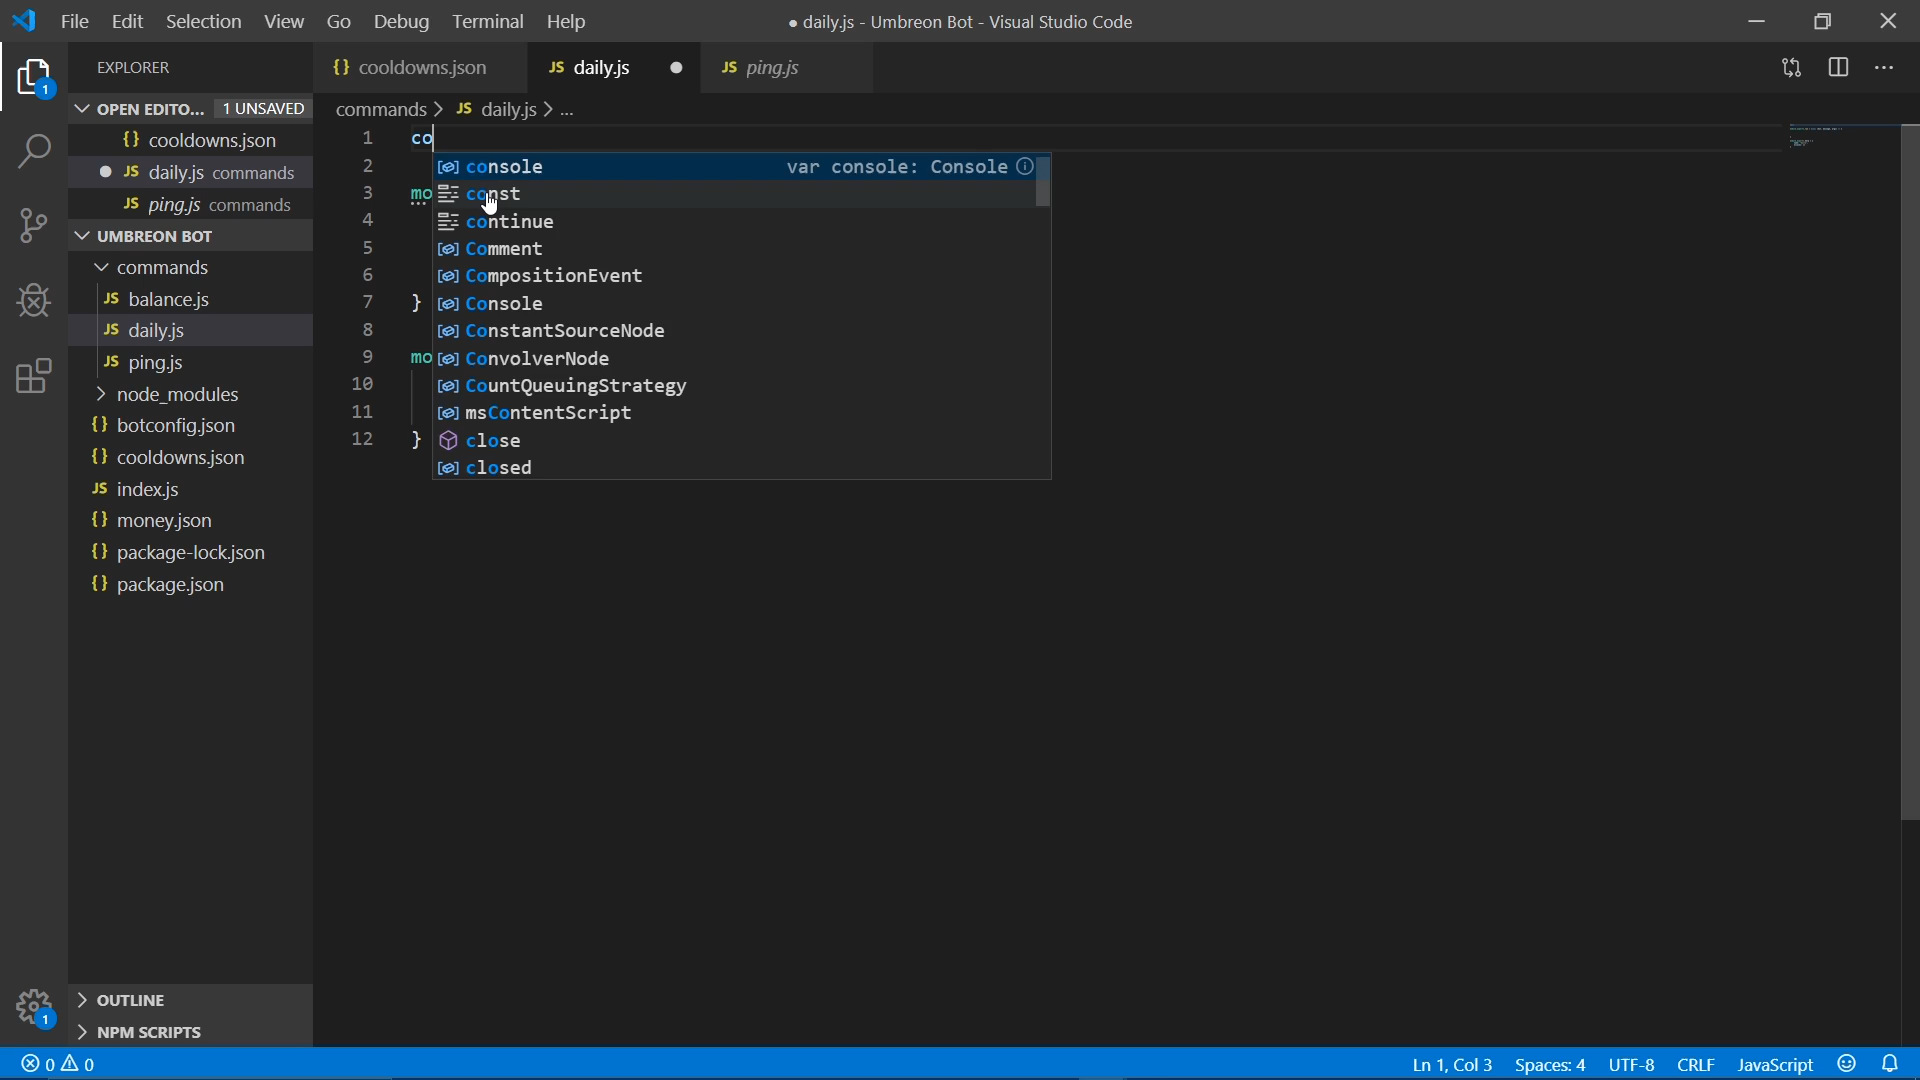 File Edit Selection View Go Debug Terminal Help ● daily.js - Umbreon Bot - Visual Studio Code
EXPLORER
OPEN EDITO... 1 UNSAVED
{} cooldowns.json
● JS daily.js commands
JS ping.js commands
UMBREON BOT
commands
JS balance.js
JS daily.js
JS ping.js
node_modules
{} botconfig.json
{} cooldowns.json
JS index.js
{} money.json
{} package-lock.json
{} package.json
OUTLINE
NPM SCRIPTS
1
1
{} cooldowns.json JS daily.js ● JS ping.js
commands > JS daily.js > ...
1 co
2
3 mo
4
5
6
7 }
8
9 mo
10
11
12 }
console var console: Console
const
continue
Comment
CompositionEvent
Console
ConstantSourceNode
ConvolverNode
CountQueuingStrategy
msContentScript
close
closed
0 0 Ln 1, Col 3 Spaces: 4 UTF-8 CRLF JavaScript